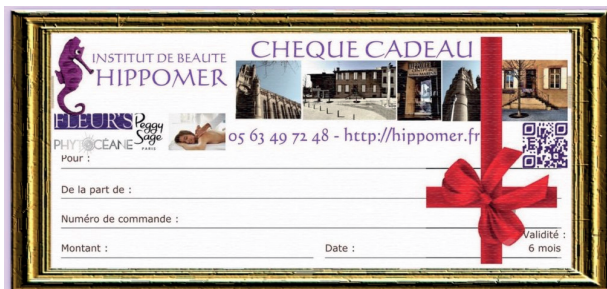 INSTITUT DE BEAUTE
HIPPOMER
CHEQUE CADEAU
FLEUR'S
Peggy
Sage
PARIS
PHYTOCÉANE
05 63 49 72 48 - http://hippomer.fr
Pour :
De la part de :
Numéro de commande :
Validité :
6 mois
Montant :
Date :